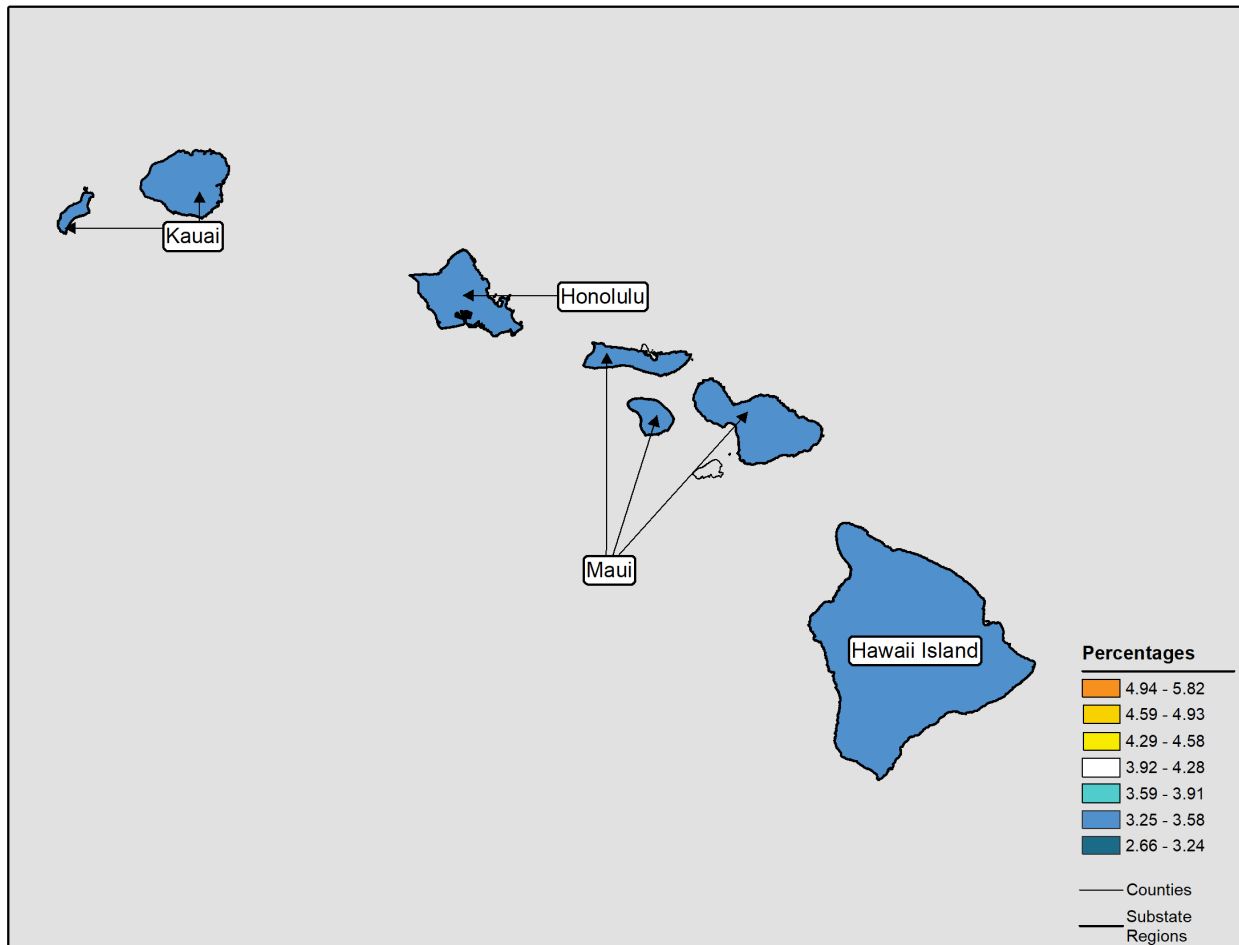 Kauai
Honolulu
Maui
Hawaii Island
Percentages
4.94 - 5.82
4.59 - 4.93
4.29 - 4.58
3.92 - 4.28
3.59 - 3.91
3.25 - 3.58
2.66 - 3.24
Counties
Substate
Regions